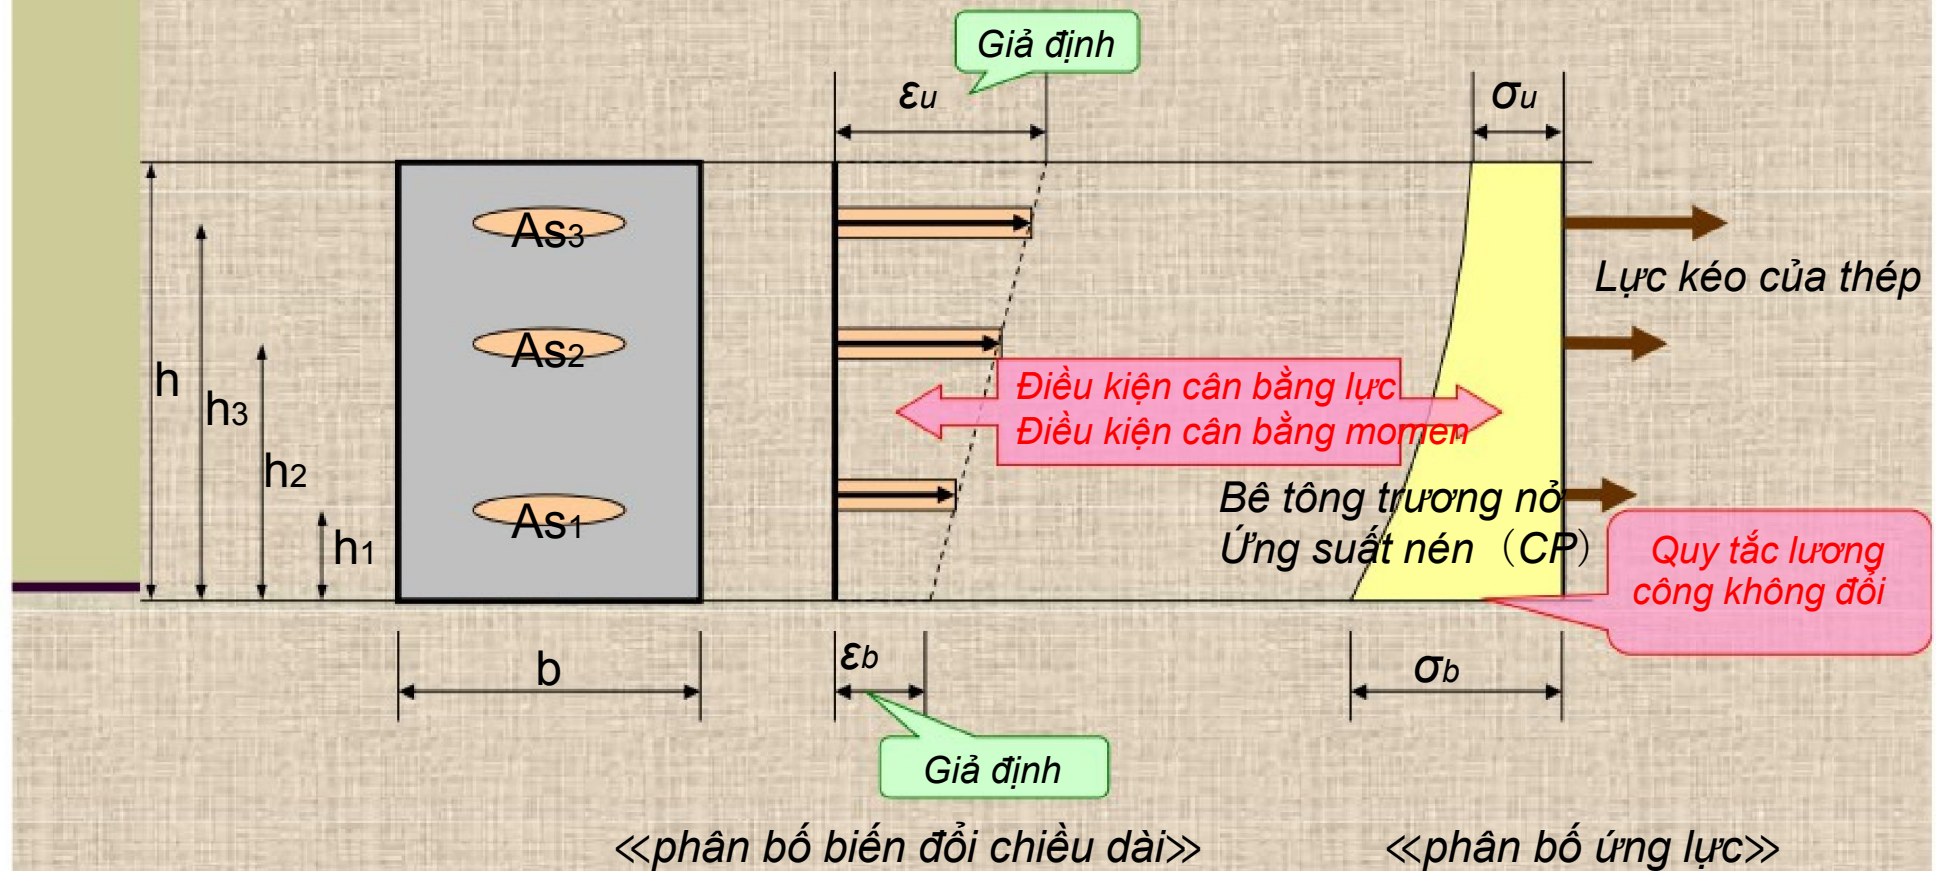 Giả định
εu
σu
As3
Lực kéo của thép
As2
h
h3
Điều kiện cân bằng lực
Điều kiện cân bằng momen
h2
Bê tông trương nở
Ứng suất nén（CP）
As1
h1
Quy tắc lương
công không đổi
b
εb
σb
Giả định
≪phân bố biến đổi chiều dài≫
≪phân bố ứng lực≫